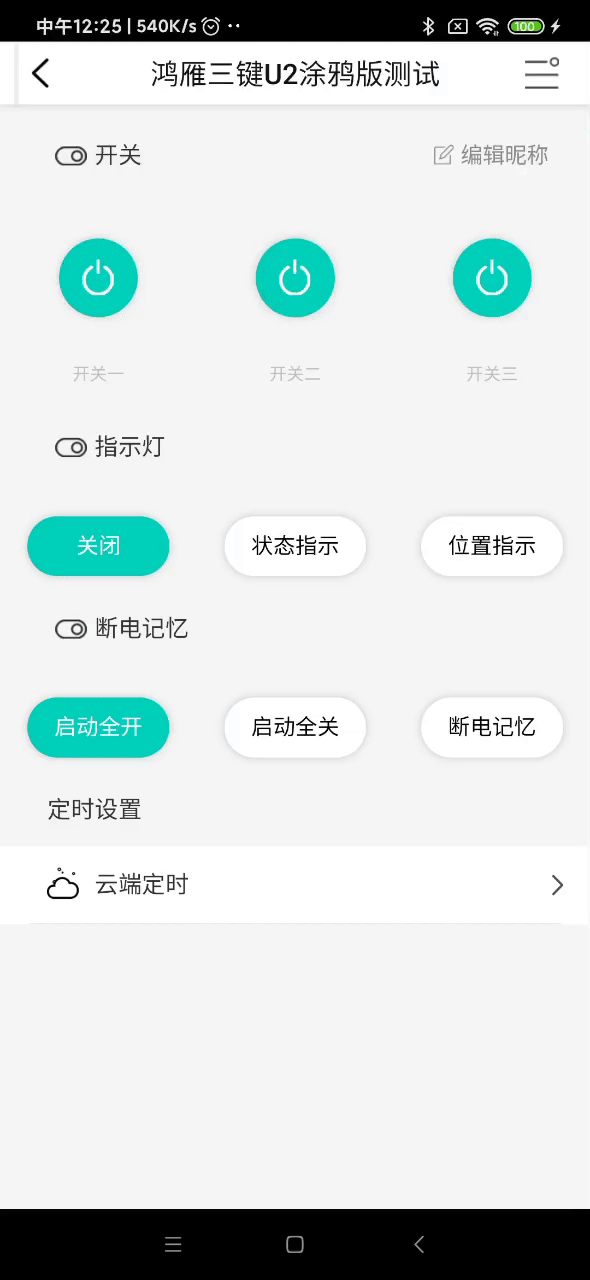 中午12:25 | 540K/s
100
鸿雁三键U2涂鸦版测试
开关
编辑昵称
开关一
开关二
开关三
指示灯
关闭
状态指示
位置指示
断电记忆
启动全开
启动全关
断电记忆
定时设置
云端定时